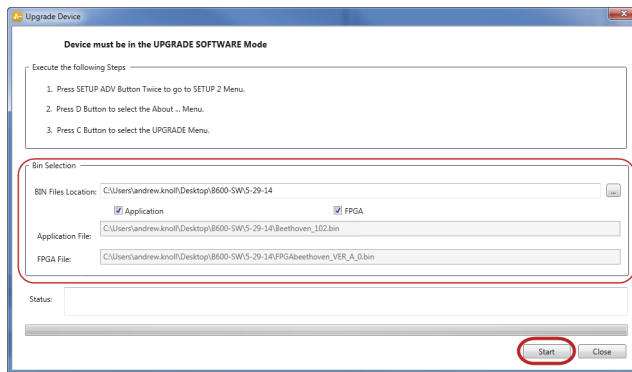 Upgrade Device
Device must be in the UPGRADE SOFTWARE Mode
Execute the following Steps
1. Press SETUP ADV Button Twice to go to SETUP 2 Menu.
2. Press D Button to select the About ... Menu.
3. Press C Button to select the UPGRADE Menu.
Bin Selection
BIN Files Location: C:\Users\andrew.knoll\Desktop\B600-SW\5-29-14 ...
Application FPGA
Application File: C:\Users\andrew.knoll\Desktop\B600-SW\5-29-14\Beethoven_102.bin
FPGA File: C:\Users\andrew.knoll\Desktop\B600-SW\5-29-14\FPGAbeethoven_VER_A_0.bin
Status:
Start Close